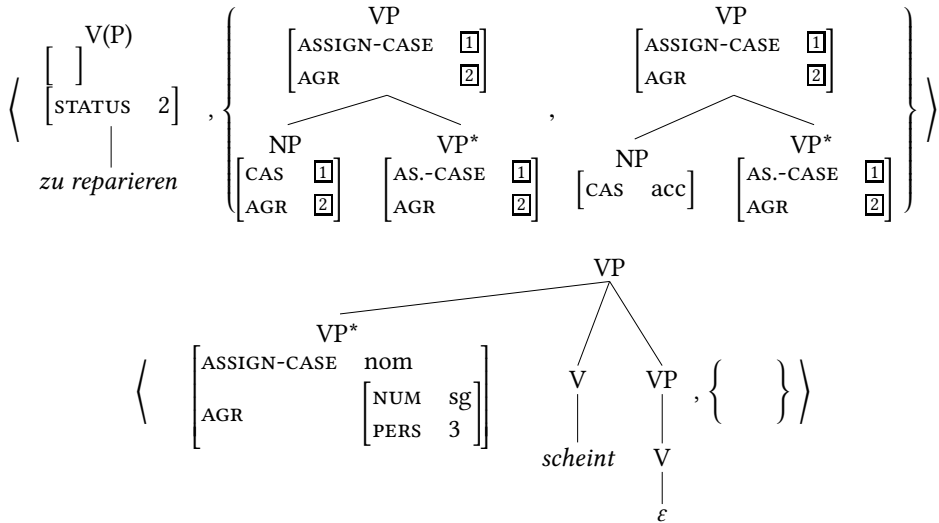 V(P) VP VP
[ ] [ASSIGN-CASE 1] [ASSIGN-CASE 1]
⟨ [STATUS 2] , { [AGR 2] , [AGR 2] } ⟩
zu reparieren NP VP* NP VP*
[CAS 1] [AS.-CASE 1] [CAS acc] [AS.-CASE 1]
[AGR 2] [AGR 2] [AGR 2]
VP
VP*
[ASSIGN-CASE nom] V VP
⟨ [AGR [NUM sg] , { } ⟩
[PERS 3]] scheint V
ε